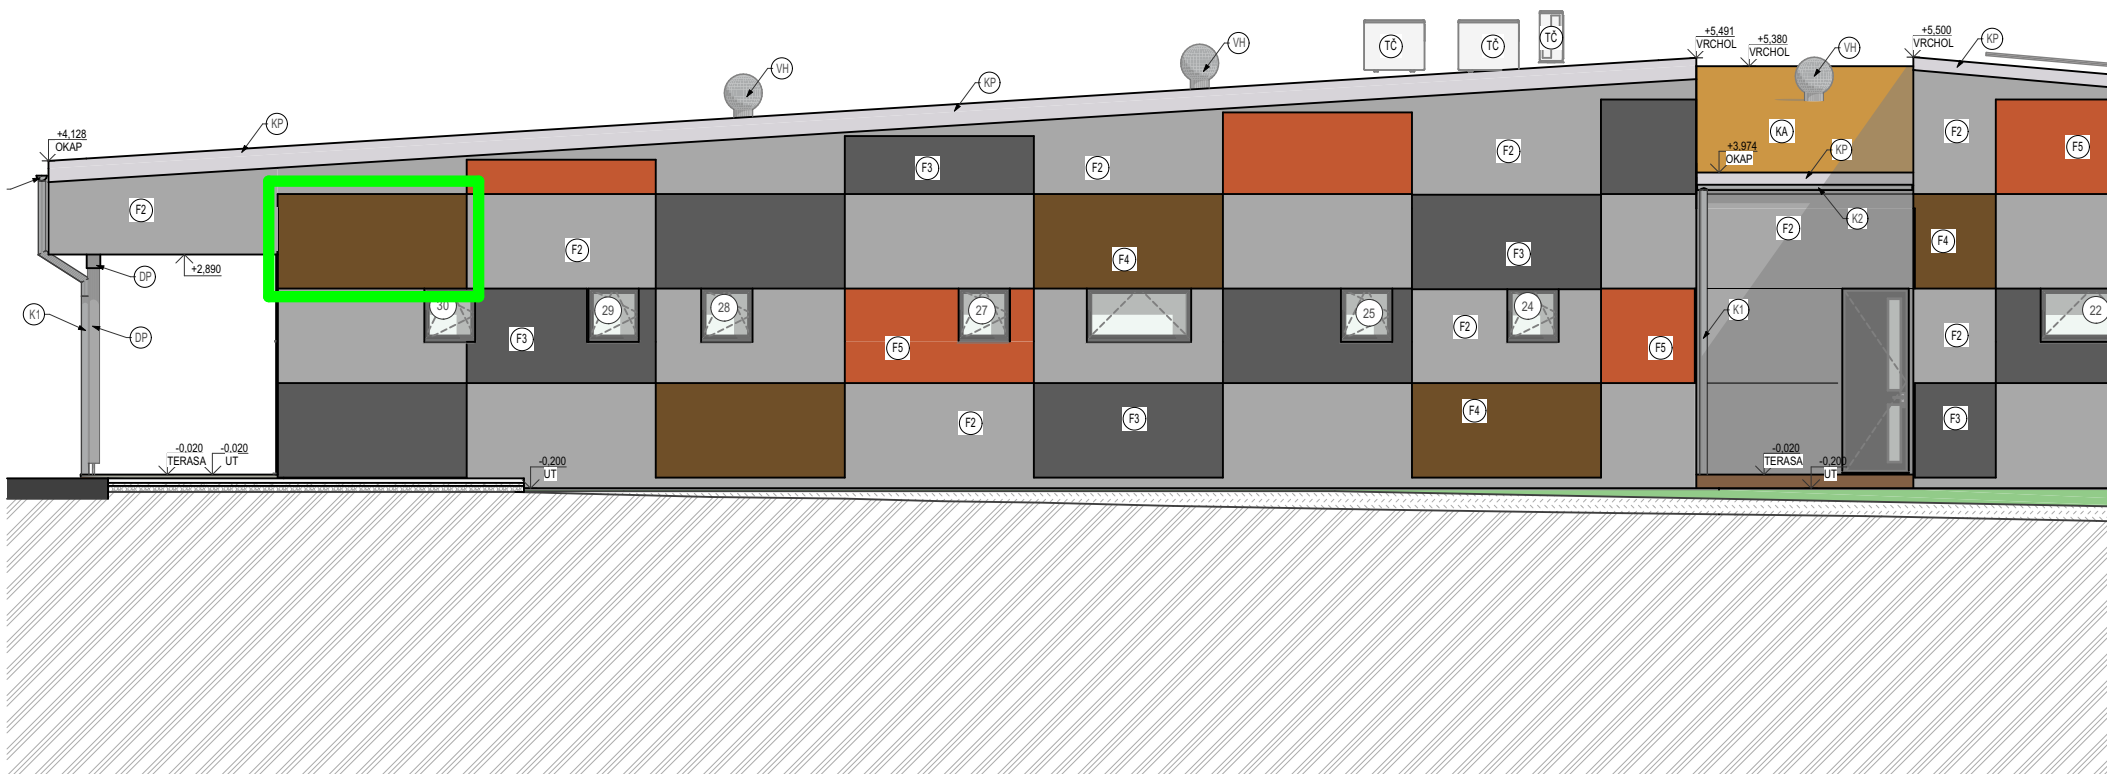 TČ
TČ
TČ
+5,491
VRCHOL
+5,380
VRCHOL
+5,500
VRCHOL
KP
VH
VH
VH
KP
KP
+4,128
OKAP
KA
F2
F5
F3
F2
F2
+3,974
OKAP
KP
F2
F2
F4
F3
F2
K2
F4
+2,890
DP
K1
DP
30
29
28
27
25
24
22
F3
F5
F2
F5
K1
F2
F2
F3
F4
F3
-0,020
TERASA
-0,020
UT
-0,200
UT
-0,020
TERASA
-0,200
UT